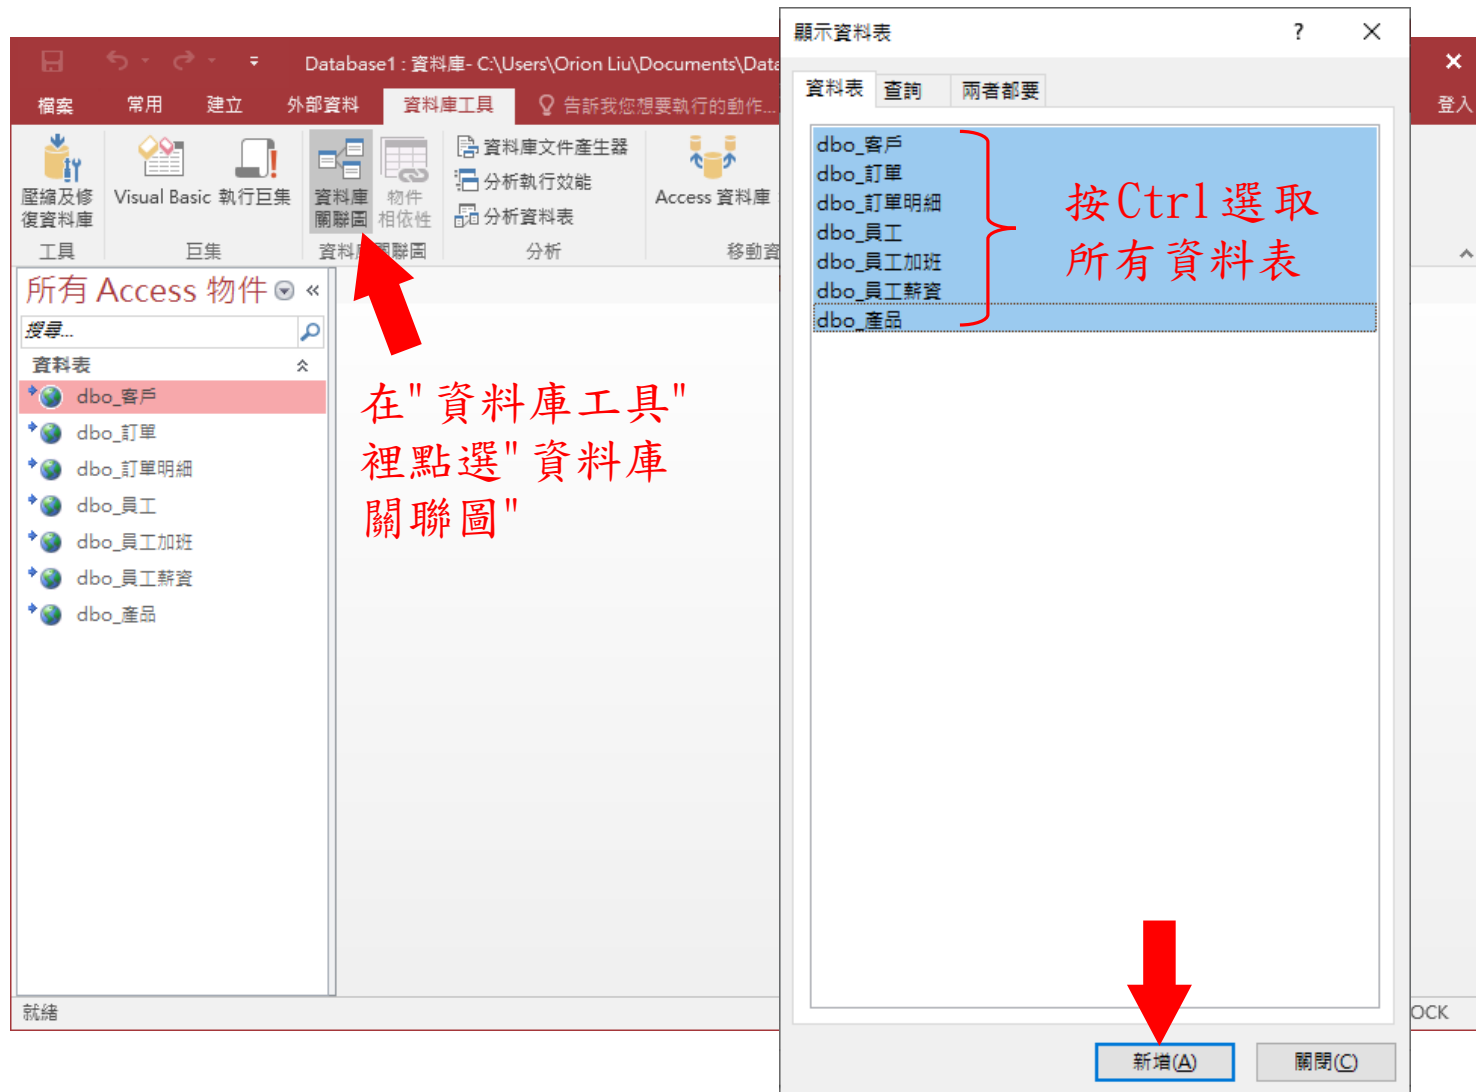 Database1 : 資料庫- C:\Users\Orion Liu\Documents\Data
檔案 常用 建立 外部資料 資料庫工具 告訴我您想要執行的動作... 登入
壓縮及修
復資料庫
Visual Basic 執行巨集
資料庫
關聯圖
物件
相依性
資料庫文件產生器
分析執行效能
分析資料表
Access 資料庫
工具 巨集 資料庫關聯圖 分析 移動資
所有 Access 物件
搜尋...
資料表
dbo_客戶
dbo_訂單
dbo_訂單明細
dbo_員工
dbo_員工加班
dbo_員工薪資
dbo_產品
在"資料庫工具"
裡點選"資料庫
關聯圖"
就緒
OCK
顯示資料表
資料表 查詢 兩者都要
dbo_客戶
dbo_訂單
dbo_訂單明細
dbo_員工
dbo_員工加班
dbo_員工薪資
dbo_產品
按Ctrl選取
所有資料表
新增(A) 關閉(C)